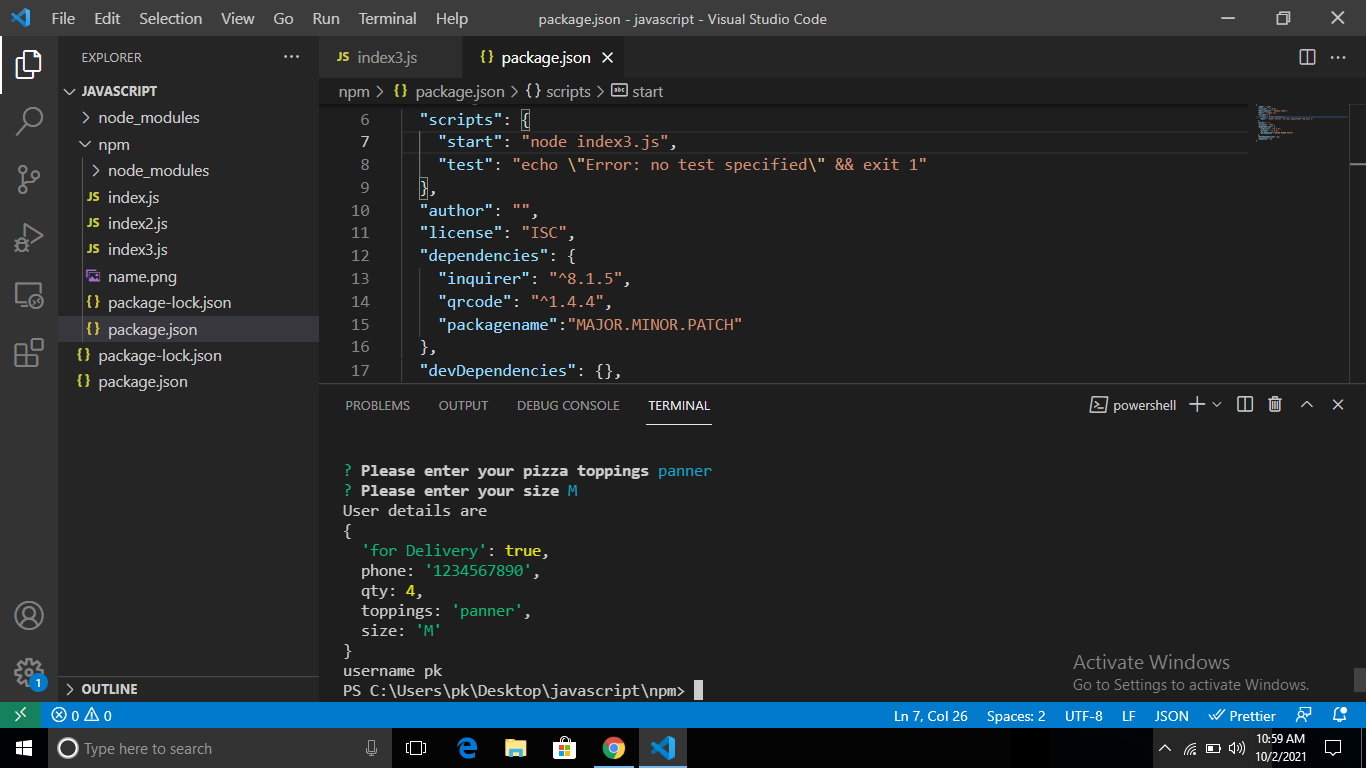 File Edit Selection View Go Run Terminal Help package.json - javascript - Visual Studio Code
EXPLORER
JAVASCRIPT
node_modules
npm
node_modules
JS index.js
JS index2.js
JS index3.js
name.png
{} package-lock.json
{} package.json
{} package-lock.json
{} package.json
OUTLINE
1
JS index3.js {} package.json
npm > {} package.json > {} scripts > abc start
6 "scripts": {
7 "start": "node index3.js",
8 "test": "echo \"Error: no test specified\" && exit 1"
9 },
10 "author": "",
11 "license": "ISC",
12 "dependencies": {
13 "inquirer": "^8.1.5",
14 "qrcode": "^1.4.4",
15 "packagename":"MAJOR.MINOR.PATCH"
16 },
17 "devDependencies": {},
PROBLEMS OUTPUT DEBUG CONSOLE TERMINAL powershell
? Please enter your pizza toppings panner
? Please enter your size M
User details are
{
'for Delivery': true,
phone: '1234567890',
qty: 4,
toppings: 'panner',
size: 'M'
}
username pk
PS C:\Users\pk\Desktop\javascript\npm>
Activate Windows
Go to Settings to activate Windows.
0 0 Ln 7, Col 26 Spaces: 2 UTF-8 LF JSON Prettier
Type here to search
10:59 AM
10/2/2021